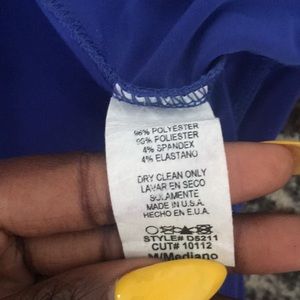 96% POLYESTER
96% POLIESTER
4% SPANDEX
4% ELASTANO
DRY CLEAN ONLY
LAVAR EN SECO
SOLAMENTE
MADE IN U.S.A.
HECHO EN E.U.A.
STYLE# D5211
CUT# 10112
M/Mediano